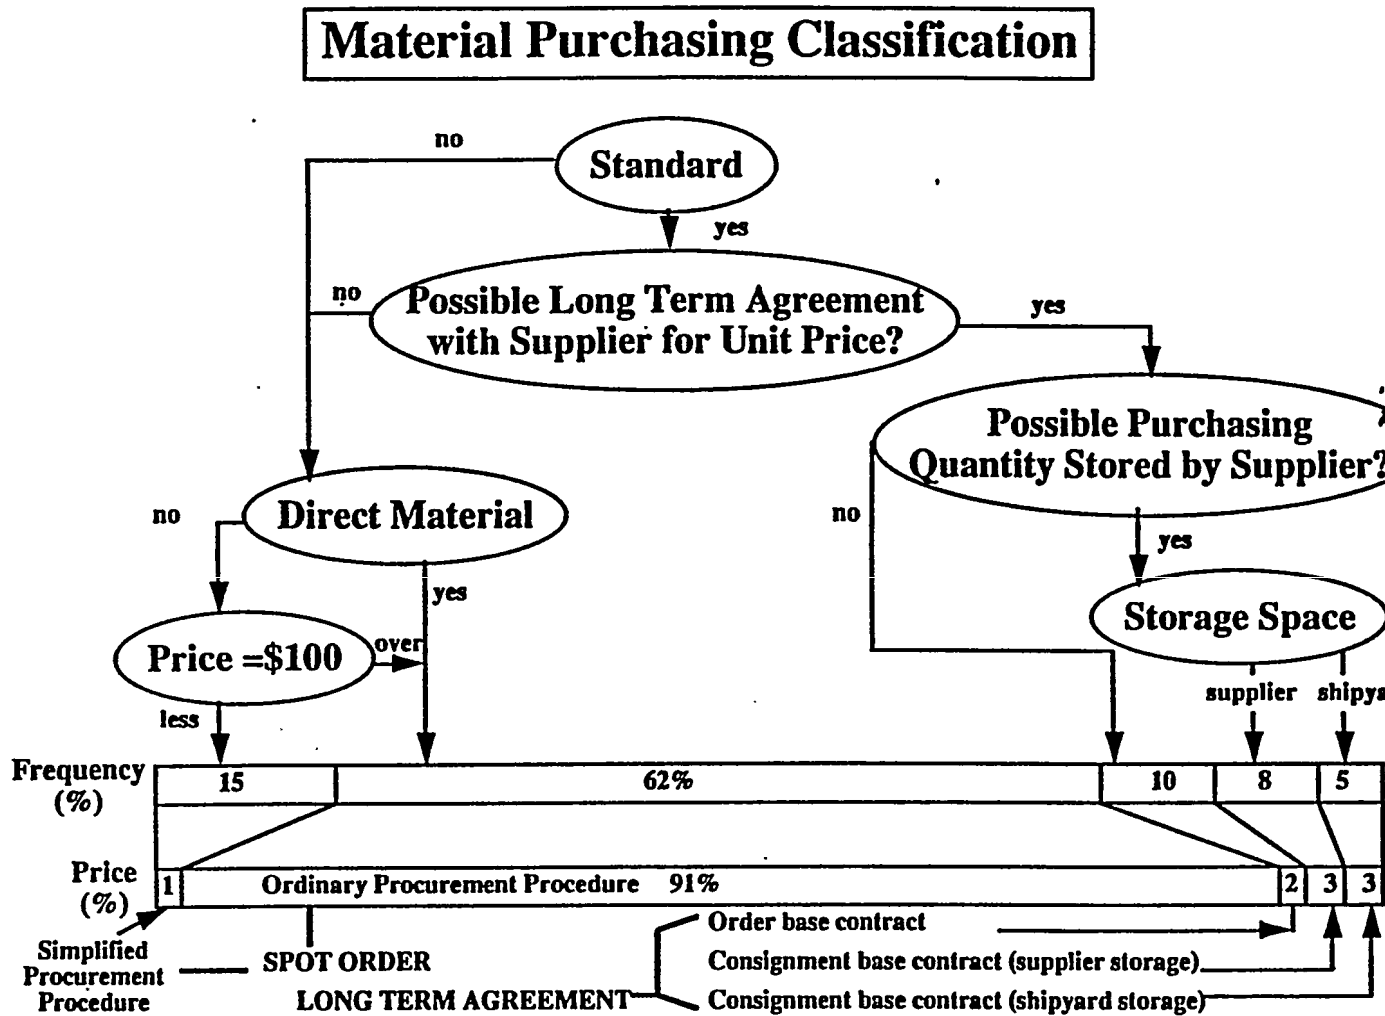 Material Purchasing Classification
no
Standard
yes
no
Possible Long Term Agreement
with Supplier for Unit Price?
yes
Possible Purchasing
Quantity Stored by Supplier?
no
Direct Material
no
yes
yes
Storage Space
Price =$100
over
less
supplier shipya
Frequency
(%)
15
62%
10
8
5
Price
(%)
1
Ordinary Procurement Procedure 91%
2
3
3
Simplified
Procurement
Procedure
SPOT ORDER
LONG TERM AGREEMENT
Order base contract
Consignment base contract (supplier storage)
Consignment base contract (shipyard storage)